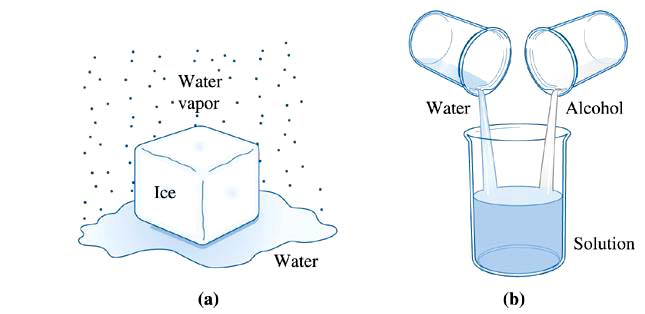 Water
vapor
Ice
Water
(a)
Water
Alcohol
Solution
(b)